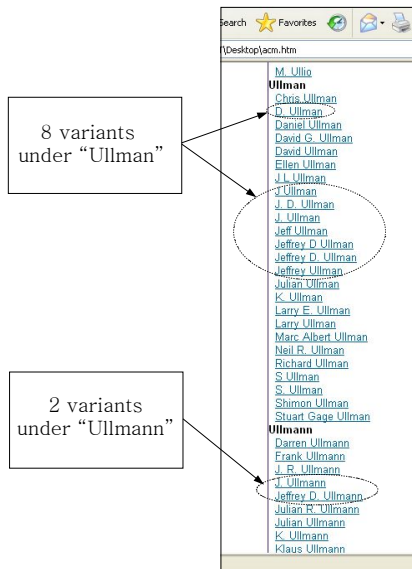 Search Favorites
\Desktop\acm.htm
M. Ullio
Ullman
Chris Ullman
D. Ullman
Daniel Ullman
David G. Ullman
David Ullman
Ellen Ullman
J L Ullman
J Ullman
J. D. Ullman
J. Ullman
Jeff Ullman
Jeffrey D Ullman
Jeffrey D. Ullman
Jeffrey Ullman
Julian Ullman
K. Ullman
Larry E. Ullman
Larry Ullman
Marc Albert Ullman
Neil R. Ullman
Richard Ullman
S Ullman
S. Ullman
Shimon Ullman
Stuart Gage Ullman
Ullmann
Darren Ullmann
Frank Ullmann
J. R. Ullmann
J. Ullmann
Jeffrey D. Ullmann
Julian R. Ullmann
Julian Ullmann
K. Ullmann
Klaus Ullmann
8 variants
under “Ullman”
2 variants
under “Ullmann”